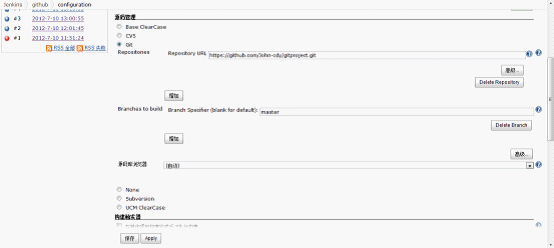 Jenkins github configuration
#3 2012-7-10 13:00:55
#2 2012-7-10 12:01:45
#1 2012-7-10 11:51:24
RSS 全部 RSS 失败
源码管理
Base ClearCase
CVS
Git
Repositories Repository URL https://github.com/John-cdu/gitproject.git
高级...
Delete Repository
增加
Branches to build Branch Specifier (blank for default): master
Delete Branch
增加
高级...
源码库浏览器 (自动)
None
Subversion
UCM ClearCase
构建触发器
保存 Apply